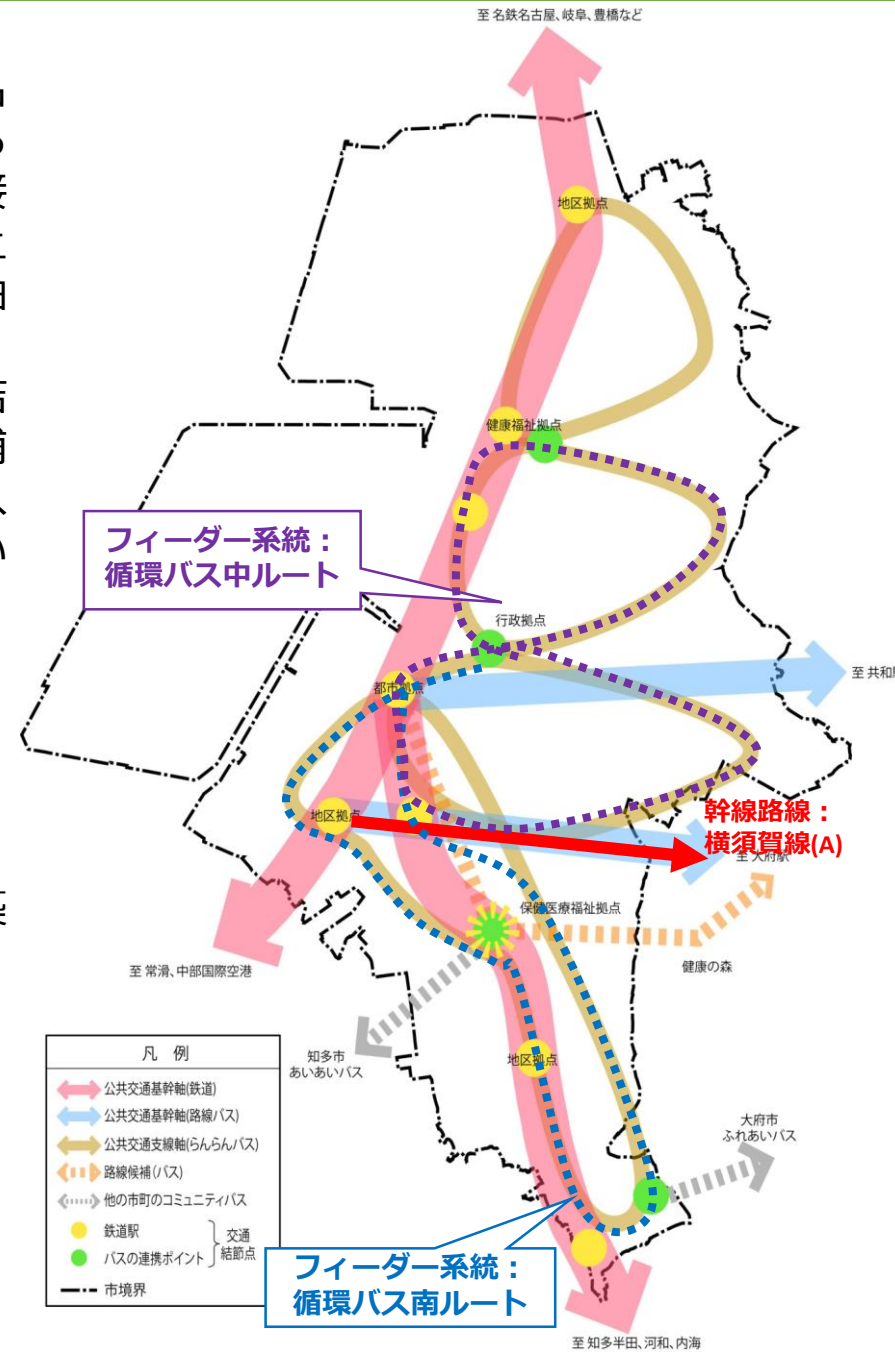 至 名鉄名古屋、岐阜、豊橋など
地区拠点
健康福祉拠点
フィーダー系統：
循環バス中ルート
行政拠点
至 共和
都市拠点
地区拠点
幹線路線：
横須賀線(A)
至 大府駅
保健医療福祉拠点
健康の森
至 常滑、中部国際空港
知多市
あいあいバス
地区拠点
大府市
ふれあいバス
凡 例
公共交通基幹軸(鉄道)
公共交通基幹軸(路線バス)
公共交通支線軸(らんらんバス)
路線候補(バス)
他の市町のコミュニティバス
鉄道駅
バスの連携ポイント
交通
結節点
市境界
フィーダー系統：
循環バス南ルート
至 知多半田、河和、内海